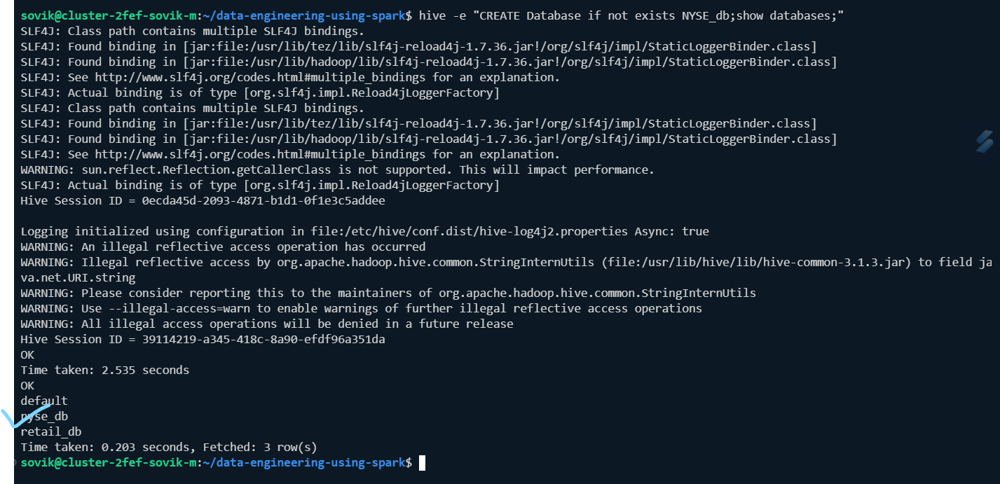 sovik@cluster-2fef-sovik-m:~/data-engineering-using-spark$ hive -e "CREATE Database if not exists NYSE_db;show databases;"
SLF4J: Class path contains multiple SLF4J bindings.
SLF4J: Found binding in [jar:file:/usr/lib/tez/lib/slf4j-reload4j-1.7.36.jar!/org/slf4j/impl/StaticLoggerBinder.class]
SLF4J: Found binding in [jar:file:/usr/lib/hadoop/lib/slf4j-reload4j-1.7.36.jar!/org/slf4j/impl/StaticLoggerBinder.class]
SLF4J: See http://www.slf4j.org/codes.html#multiple_bindings for an explanation.
SLF4J: Actual binding is of type [org.slf4j.impl.Reload4jLoggerFactory]
SLF4J: Class path contains multiple SLF4J bindings.
SLF4J: Found binding in [jar:file:/usr/lib/tez/lib/slf4j-reload4j-1.7.36.jar!/org/slf4j/impl/StaticLoggerBinder.class]
SLF4J: Found binding in [jar:file:/usr/lib/hadoop/lib/slf4j-reload4j-1.7.36.jar!/org/slf4j/impl/StaticLoggerBinder.class]
SLF4J: See http://www.slf4j.org/codes.html#multiple_bindings for an explanation.
WARNING: sun.reflect.Reflection.getCallerClass is not supported. This will impact performance.
SLF4J: Actual binding is of type [org.slf4j.impl.Reload4jLoggerFactory]
Hive Session ID = 0ecda45d-2093-4871-b1d1-0f1e3c5addee
Logging initialized using configuration in file:/etc/hive/conf.dist/hive-log4j2.properties Async: true
WARNING: An illegal reflective access operation has occurred
WARNING: Illegal reflective access by org.apache.hadoop.hive.common.StringInternUtils (file:/usr/lib/hive/lib/hive-common-3.1.3.jar) to field ja
va.net.URI.string
WARNING: Please consider reporting this to the maintainers of org.apache.hadoop.hive.common.StringInternUtils
WARNING: Use --illegal-access=warn to enable warnings of further illegal reflective access operations
WARNING: All illegal access operations will be denied in a future release
Hive Session ID = 39114219-a345-418c-8a90-efdf96a351da
OK
Time taken: 2.535 seconds
OK
default
nyse_db
retail_db
Time taken: 0.203 seconds, Fetched: 3 row(s)
sovik@cluster-2fef-sovik-m:~/data-engineering-using-spark$